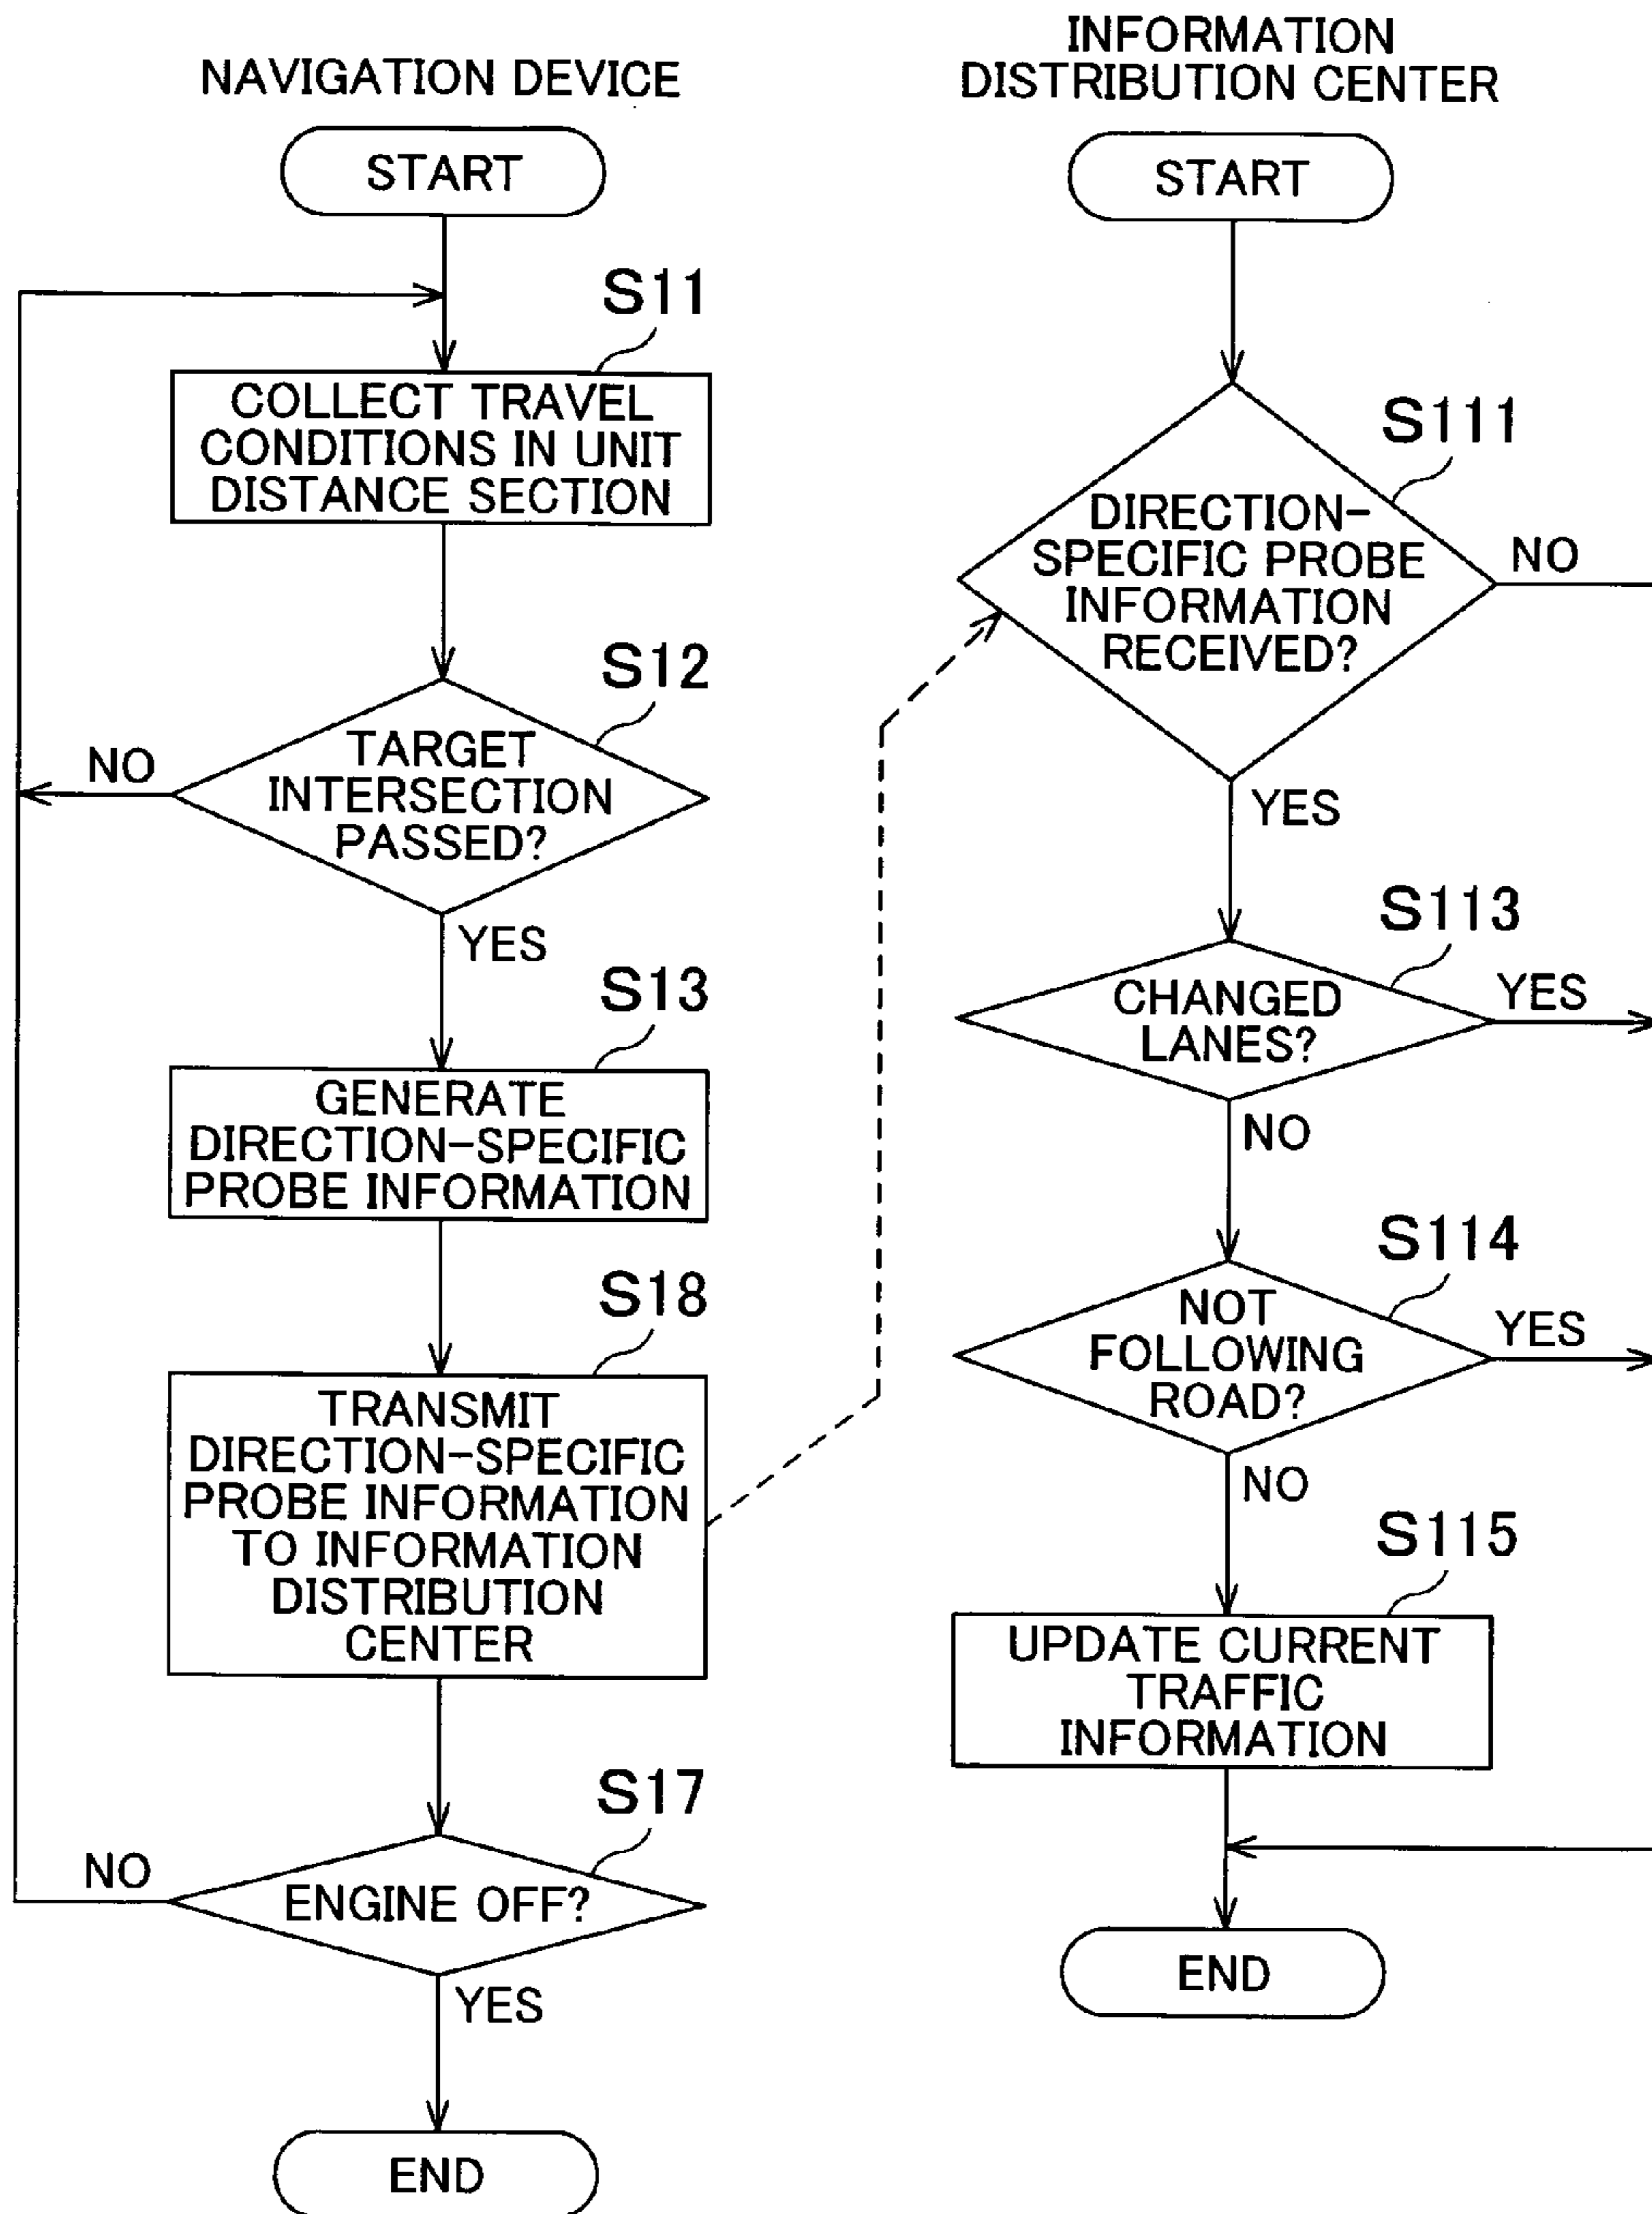 NAVIGATION DEVICE
START
S11
COLLECT TRAVEL
CONDITIONS IN UNIT
DISTANCE SECTION
S12
TARGET
INTERSECTION
PASSED?
NO
YES
S13
GENERATE
DIRECTION-SPECIFIC
PROBE INFORMATION
S18
TRANSMIT
DIRECTION-SPECIFIC
PROBE INFORMATION
TO INFORMATION
DISTRIBUTION
CENTER
S17
ENGINE OFF?
NO
YES
END
INFORMATION
DISTRIBUTION CENTER
START
S111
DIRECTION-
SPECIFIC PROBE
INFORMATION
RECEIVED?
NO
YES
S113
CHANGED
LANES?
YES
NO
S114
NOT
FOLLOWING
ROAD?
YES
NO
S115
UPDATE CURRENT
TRAFFIC
INFORMATION
END